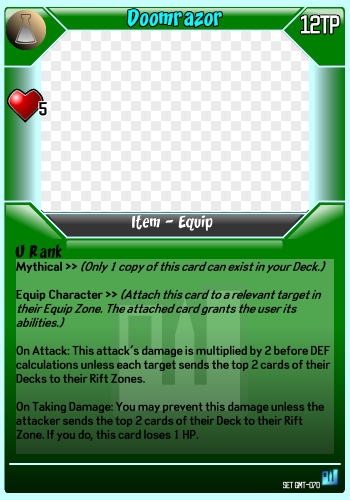 Doomrazor
12TP
5
Item - Equip
U Rank
Mythical >> (Only 1 copy of this card can exist in your Deck.)
Equip Character >> (Attach this card to a relevant target in
their Equip Zone. The attached card grants the user its
abilities.)
On Attack: This attack's damage is multiplied by 2 before DEF
calculations unless each target sends the top 2 cards of their
Decks to their Rift Zones.
On Taking Damage: You may prevent this damage unless the
attacker sends the top 2 cards of their Deck to their Rift
Zone. If you do, this card loses 1 HP.
SET GMT-070